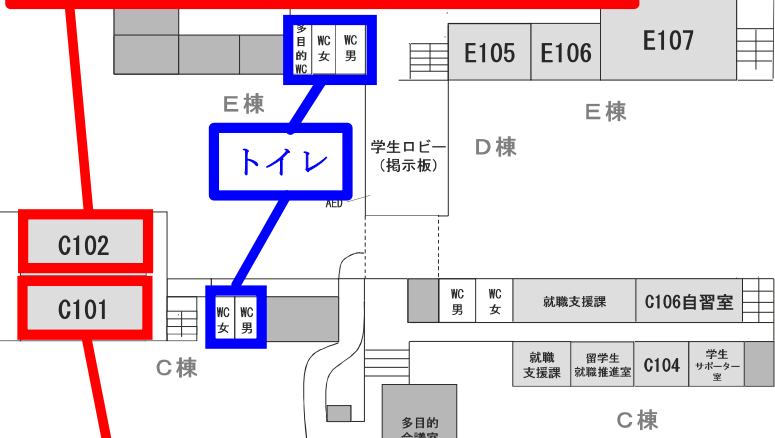 多
目
的
WC
WC
女
WC
男
E105
E106
E107
E棟
E棟
学生ロビー
(掲示板)
D棟
トイレ
AED
C102
C101
WC
女
WC
男
WC
男
WC
女
就職支援課
C106自習室
就職
支援課
留学生
就職推進室
C104
学生
サポーター
室
C棟
C棟
多目的
会議室